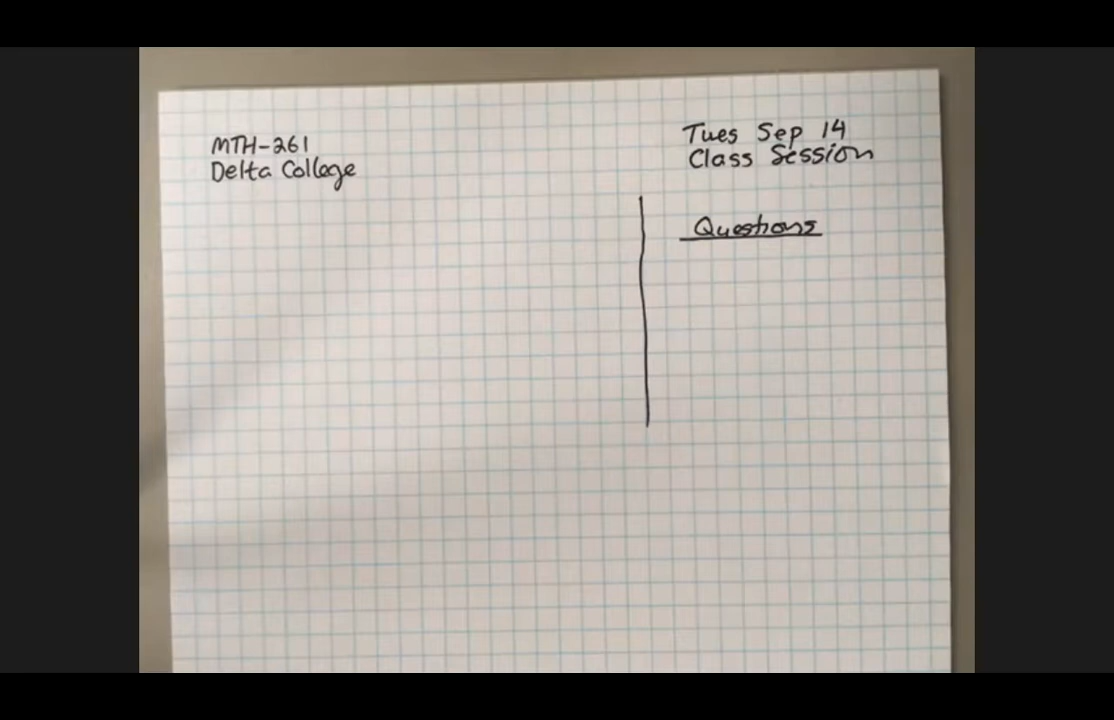 MTH-261
Delta College
Tues Sep 14
Class Session
Questions